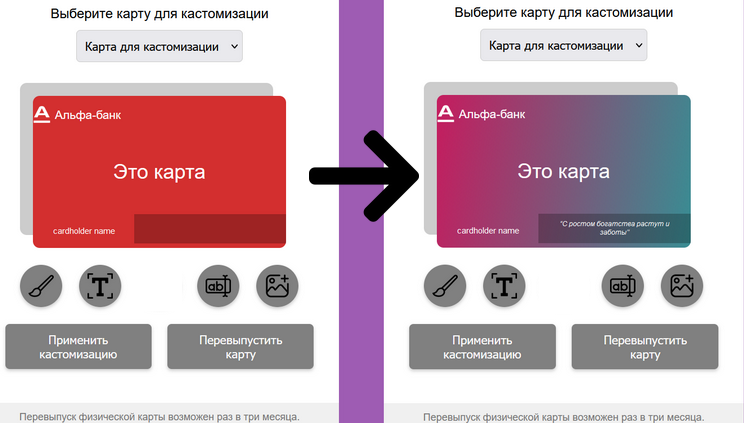 Выберите карту для кастомизации
Карта для кастомизации
А Альфа-банк
Это карта
cardholder name
ab
Применить
кастомизацию
Перевыпустить
карту
Перевыпуск физической карты возможен раз в три месяца.
Выберите карту для кастомизации
Карта для кастомизации
А Альфа-банк
Это карта
cardholder name
"С ростом богатства растут и
заботы"
T
ab
Применить
кастомизацию
Перевыпустить
карту
Перевыпуск физической карты возможен раз в три месяца.